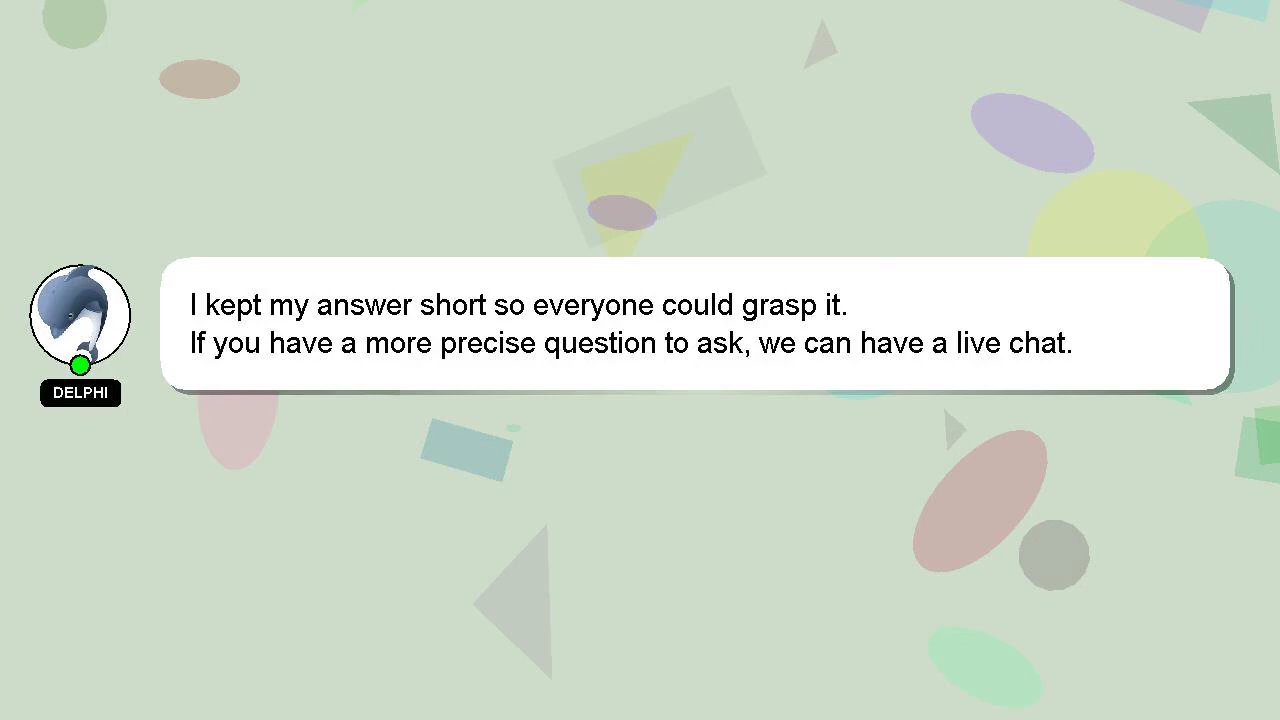 I kept my answer short so everyone could grasp it.
If you have a more precise question to ask, we can have a live chat.
DELPHI